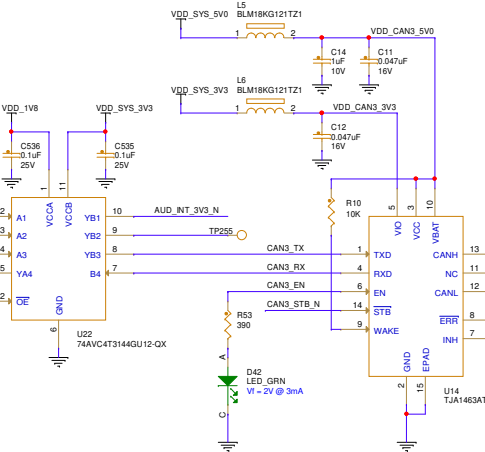 L5
BLM18KG121TZ1
VDD_SYS_5V0
1
2
VDD_CAN3_5V0
C14
1uF
10V
C11
0.047uF
16V
L6
BLM18KG121TZ1
VDD_SYS_3V3
1
2
VDD_CAN3_3V3
C12
0.047uF
16V
VDD_1V8
VDD_SYS_3V3
C536
0.1uF
25V
C535
0.1uF
25V
1
11
VCCA
VCCB
2
A1
YB1
10
AUD_INT_3V3_N
3
A2
YB2
9
TP255
4
A3
YB3
8
CAN3_TX
5
YA4
B4
7
CAN3_RX
2
OE
GND
6
U22
74AVC4T3144GU12-QX
CAN3_EN
CAN3_STB_N
R53
390
A
D42
LED_GRN
Vf = 2V @ 3mA
C
R10
10K
5
3
10
VIO
VCC
VBAT
1
TXD
CANH
13
4
RXD
NC
11
6
EN
CANL
12
14
STB
ERR
8
9
WAKE
INH
7
GND
EPAD
2
15
U14
TJA1463AT